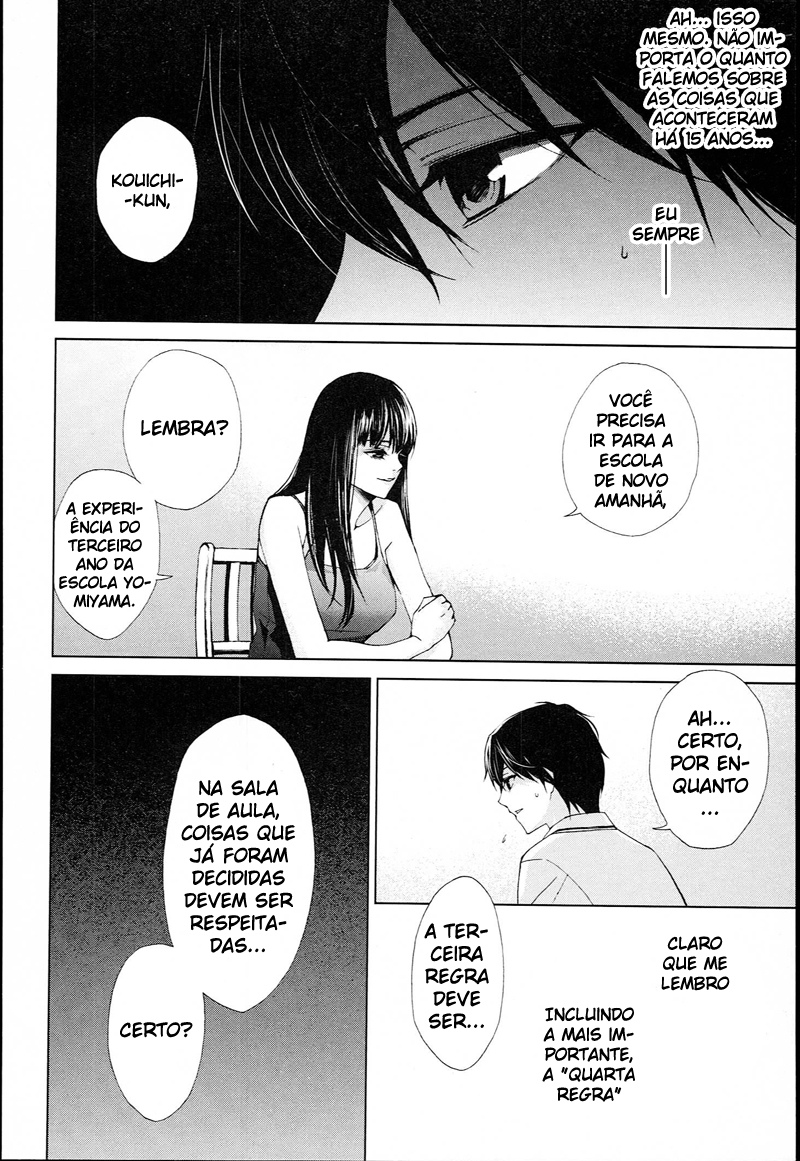 AH... ISSO
MESMO. NÃO IM-
PORTA O QUANTO
FALEMOS SOBRE
AS COISAS QUE
ACONTECERAM
HÁ 15 ANOS...
EU
SEMPRE
KOUICHI-
-KUN,
VOCÊ
PRECISA
IR PARA A
ESCOLA
DE NOVO
AMANHÃ,
LEMBRA?
A EXPERI-
ÊNCIA DO
TERCEIRO
ANO DA
ESCOLA YO-
MIYAMA.
AH...
CERTO,
POR EN-
QUANTO
...
CLARO
QUE ME
LEMBRO
INCLUINDO
A MAIS IM-
PORTANTE,
A "QUARTA
REGRA"
A TER-
CEIRA
REGRA
DEVE
SER...
NA SALA
DE AULA,
COISAS QUE
JÁ FORAM
DECIDIDAS
DEVEM SER
RESPEITA-
DAS...
CERTO?